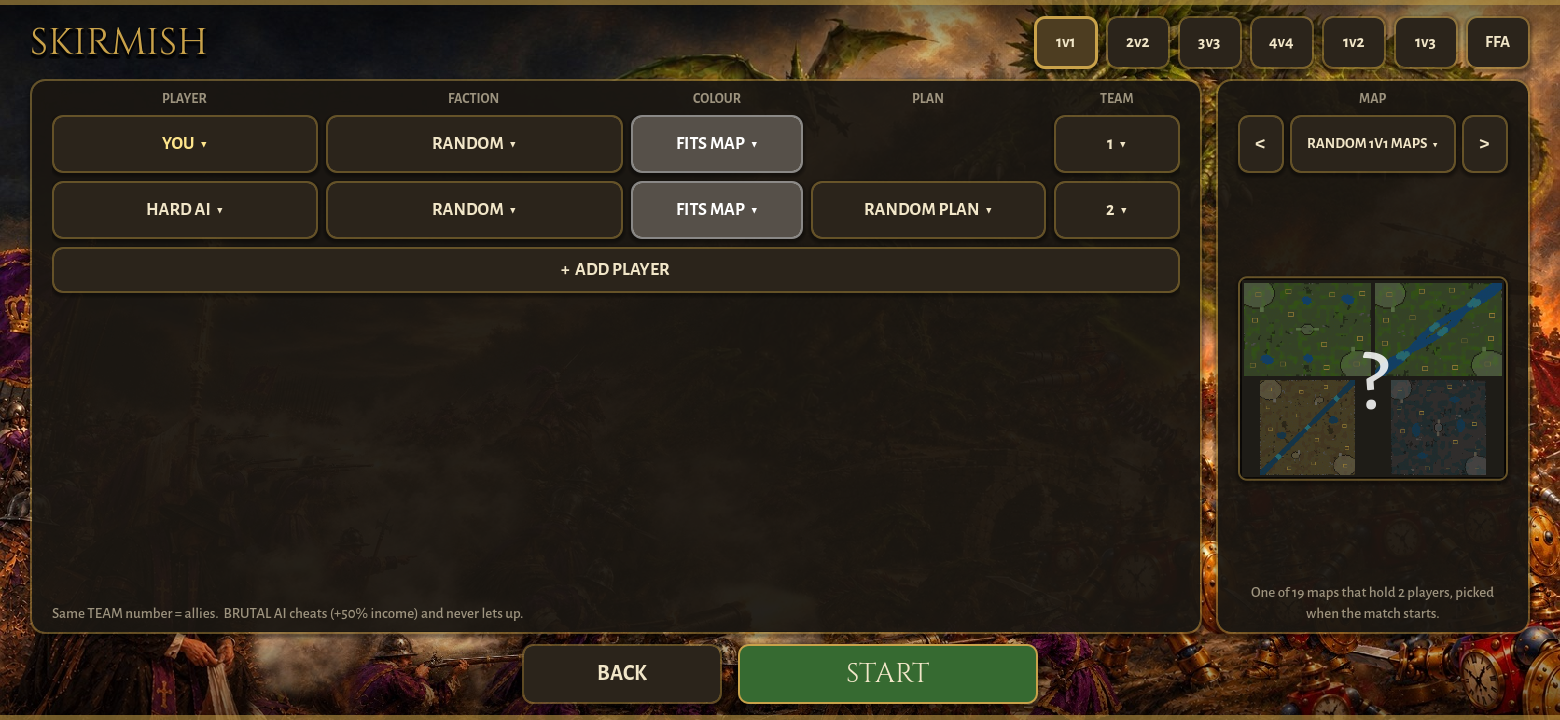 SKIRMISH
1v1
2v2
3v3
4v4
1v2
1v3
FFA
PLAYER
FACTION
COLOUR
PLAN
TEAM
YOU ▾
RANDOM ▾
FITS MAP ▾
1 ▾
HARD AI ▾
RANDOM ▾
FITS MAP ▾
RANDOM PLAN ▾
2 ▾
+ ADD PLAYER
Same TEAM number = allies. BRUTAL AI cheats (+50% income) and never lets up.
MAP
<
RANDOM 1V1 MAPS ▾
>
?
One of 19 maps that hold 2 players, picked
when the match starts.
BACK
START